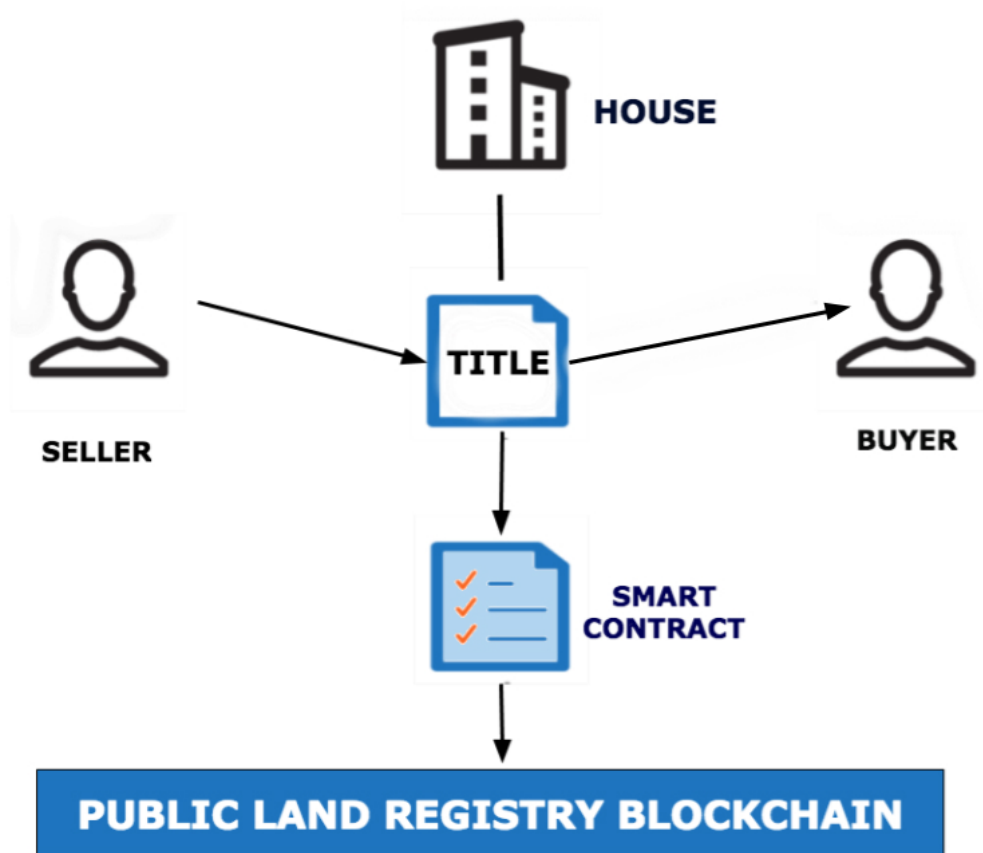 HOUSE
TITLE
SELLER
BUYER
SMART
CONTRACT
PUBLIC LAND REGISTRY BLOCKCHAIN